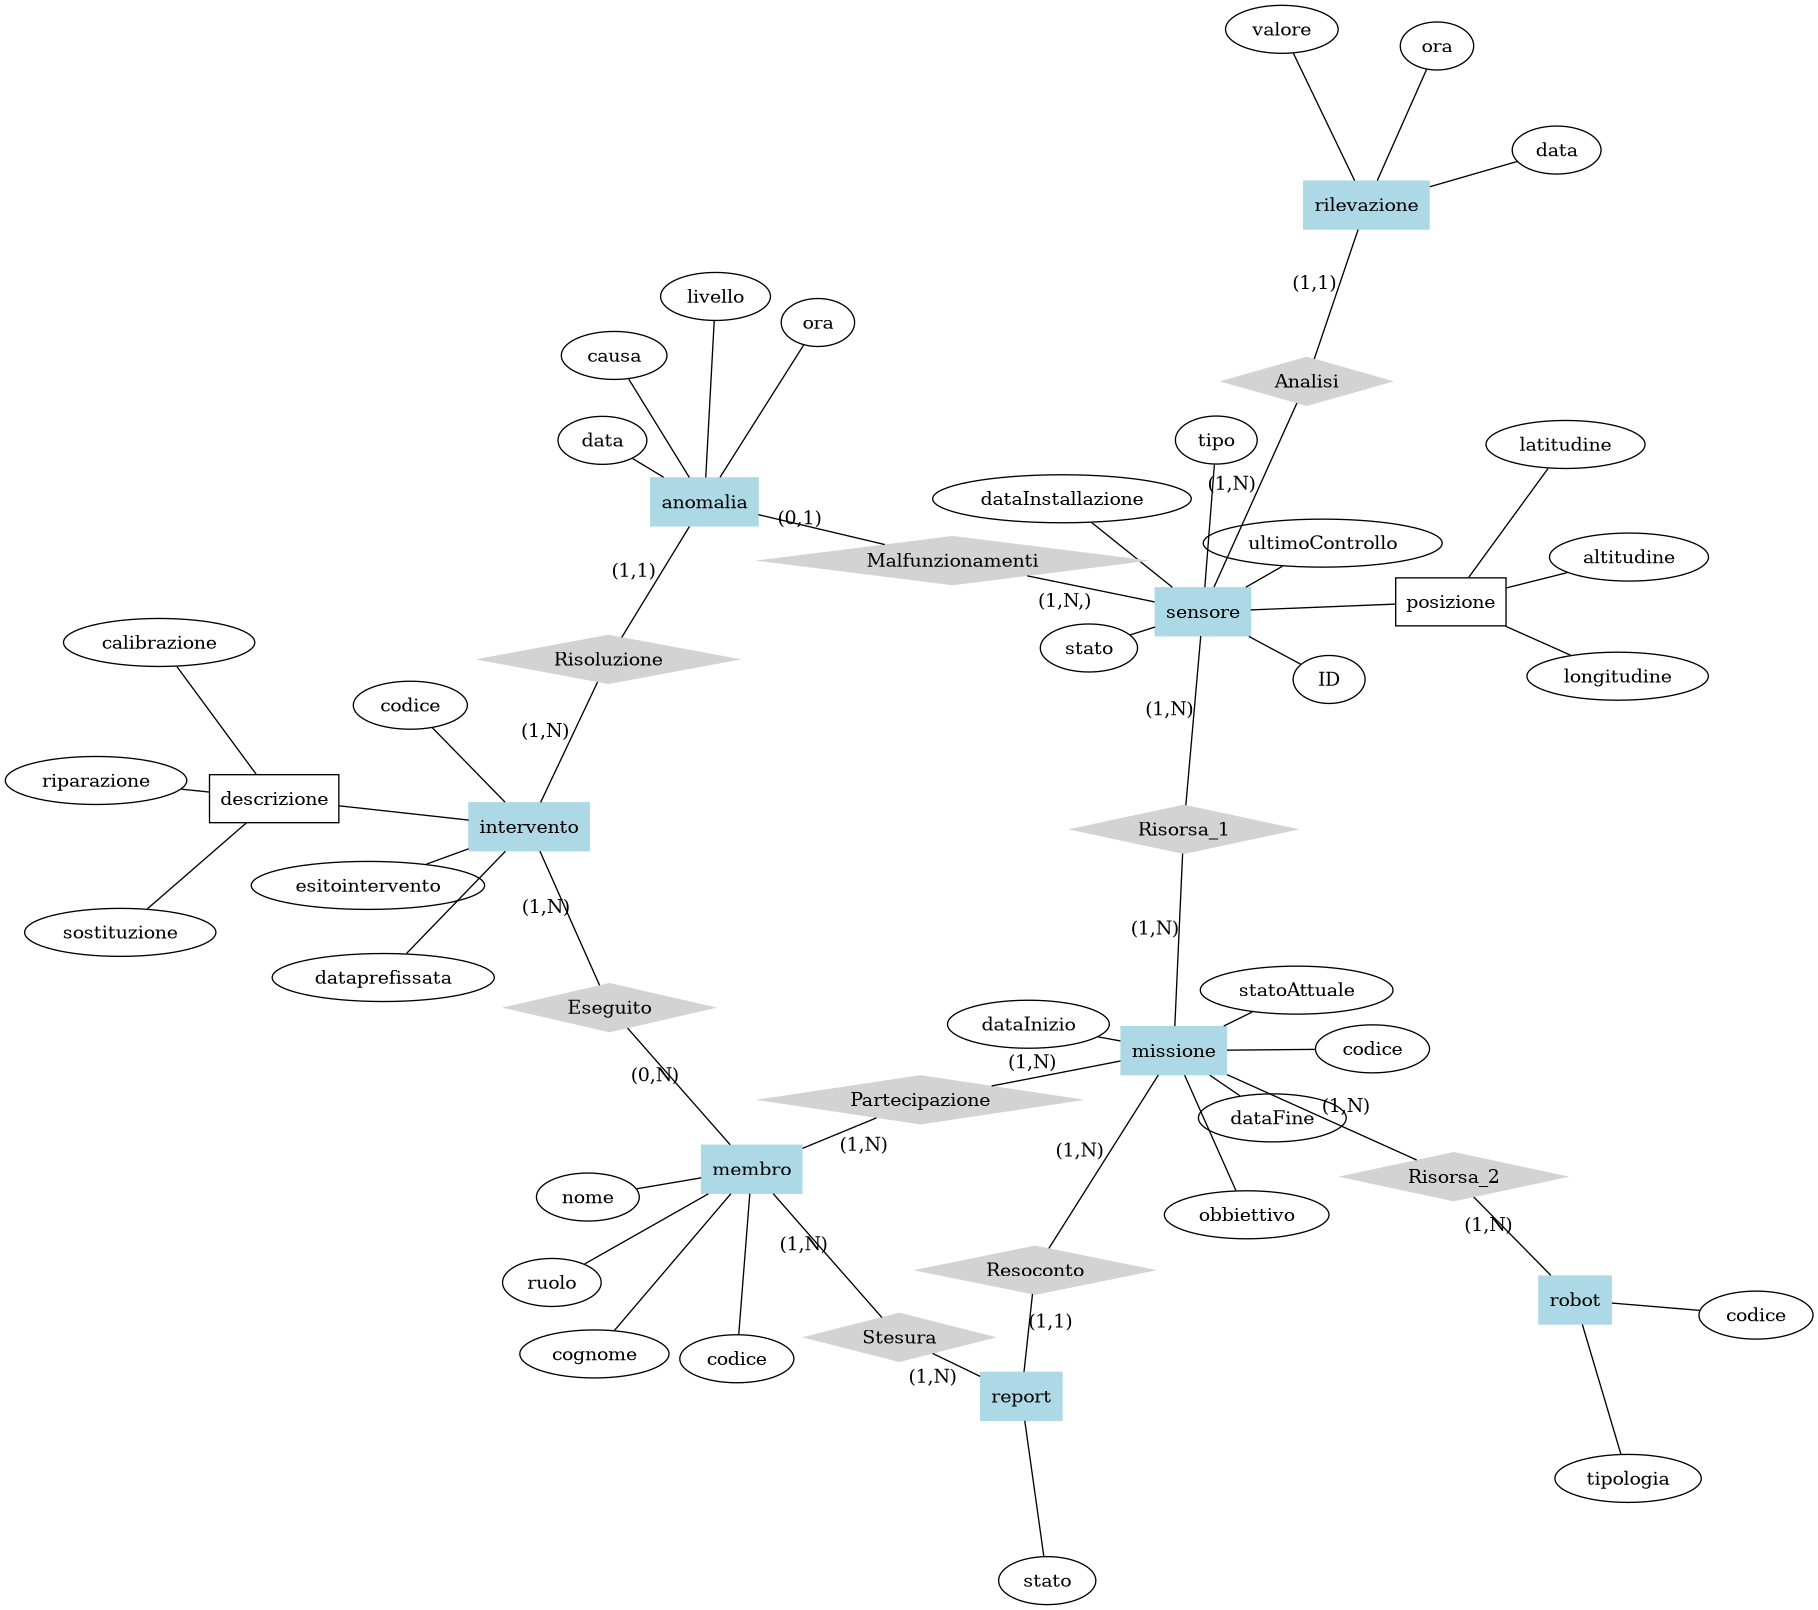 valore
ora
data
rilevazione
(1,1)
livello
ora
causa
Analisi
data
tipo
latitudine
(1,N)
dataInstallazione
anomalia
(0,1)
ultimoControllo
altitudine
Malfunzionamenti
(1,1)
(1,N,)
sensore
posizione
calibrazione
stato
Risoluzione
longitudine
ID
codice
(1,N)
(1,N)
riparazione
descrizione
intervento
Risorsa_1
esitointervento
(1,N)
sostituzione
(1,N)
dataprefissata
statoAttuale
Eseguito
dataInizio
missione
codice
(1,N)
(0,N)
Partecipazione
(1,N)
dataFine
(1,N)
(1,N)
membro
Risorsa_2
nome
obbiettivo
(1,N)
(1,N)
Resoconto
ruolo
robot
codice
(1,1)
Stesura
cognome
codice
(1,N)
report
tipologia
stato